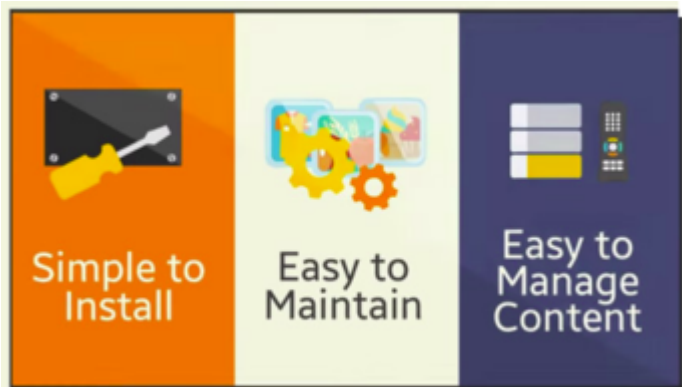 Simple to
Install
Easy to
Maintain
Easy to
Manage
Content